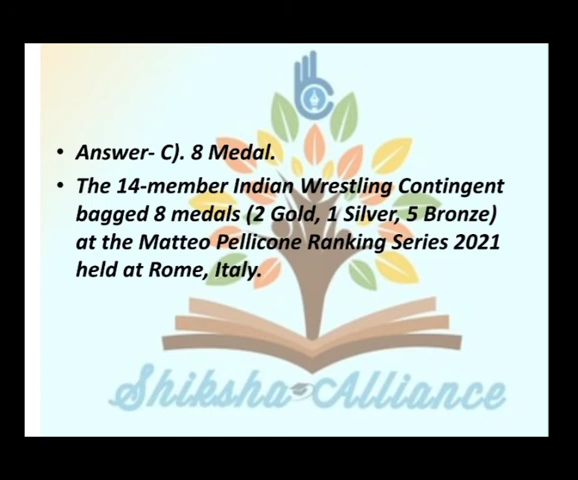 • Answer- C). 8 Medal.
• The 14-member Indian Wrestling Contingent
bagged 8 medals (2 Gold, 1 Silver, 5 Bronze)
at the Matteo Pellicone Ranking Series 2021
held at Rome, Italy.
Shiksha Alliance